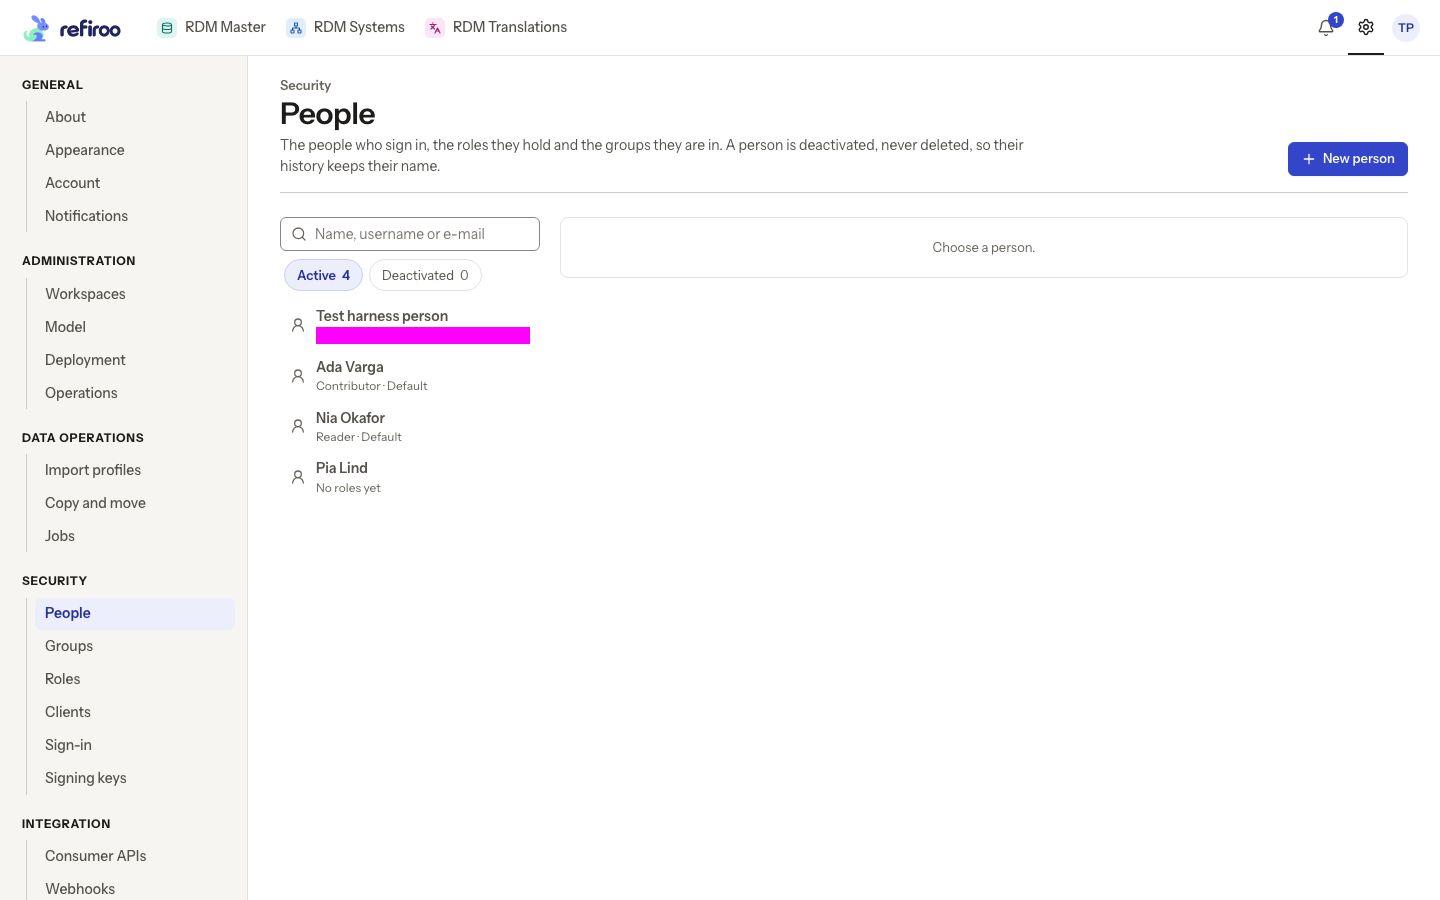 refiroo
RDM Master
RDM Systems
RDM Translations
1
TP
GENERAL
About
Appearance
Account
Notifications
ADMINISTRATION
Workspaces
Model
Deployment
Operations
DATA OPERATIONS
Import profiles
Copy and move
Jobs
SECURITY
People
Groups
Roles
Clients
Sign-in
Signing keys
INTEGRATION
Consumer APIs
Webhooks
Security
People
The people who sign in, the roles they hold and the groups they are in. A person is deactivated, never deleted, so their
history keeps their name.
New person
Name, username or e-mail
Active 4
Deactivated 0
Test harness person
Ada Varga
Contributor · Default
Nia Okafor
Reader · Default
Pia Lind
No roles yet
Choose a person.